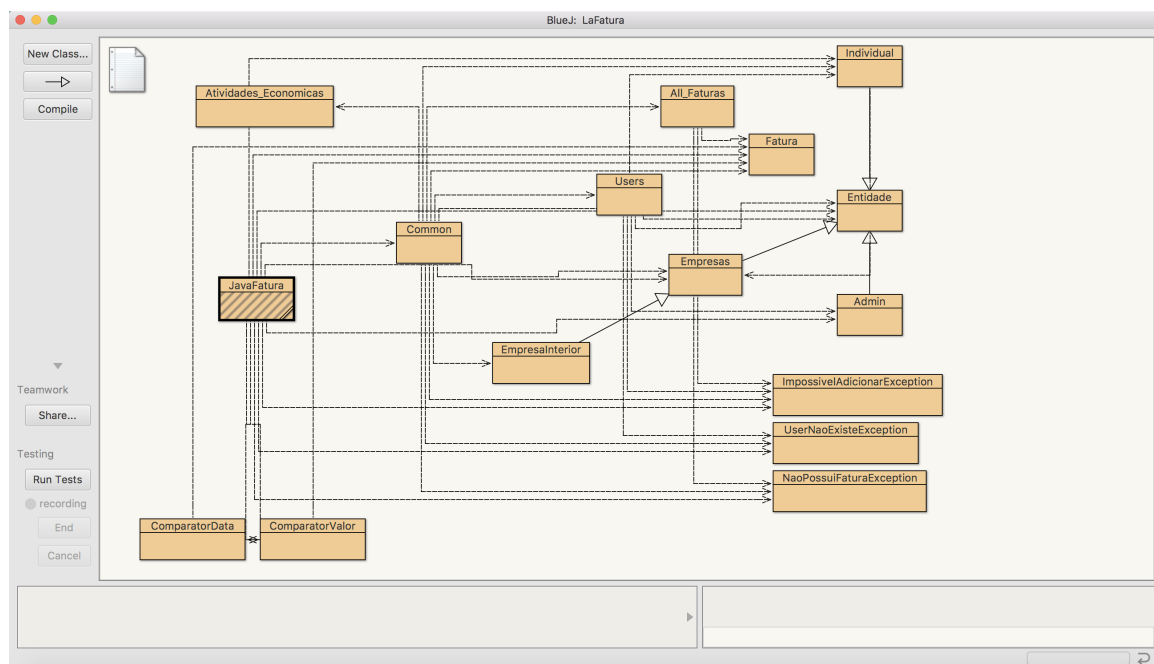 BlueJ: LaFatura
New Class...
Compile
Teamwork
Share...
Testing
Run Tests
recording
End
Cancel
Individual
Atividades_Economicas
All_Faturas
Fatura
Users
Entidade
Common
Empresas
JavaFatura
Admin
EmpresaInterior
ImpossivelAdicionarException
UserNaoExisteException
NaoPossuiFaturaException
ComparatorData
ComparatorValor